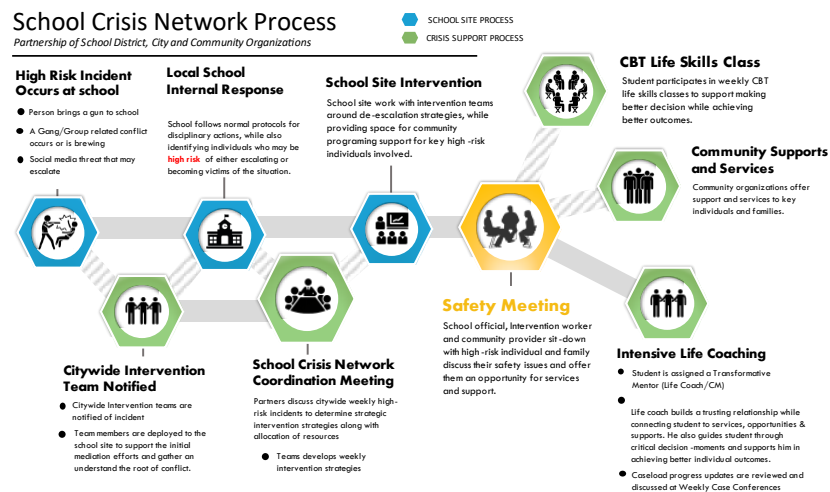 School Crisis Network Process
Partnership of School District, City and Community Organizations
SCHOOL SITE PROCESS
CRISIS SUPPORT PROCESS
High Risk Incident
Occurs at school
Person brings a gun to school
A Gang/Group related conflict
occurs or is brewing
Social media threat that may
escalate
Local School
Internal Response
School follows normal protocols for
disciplinary actions, while also
identifying individuals who may be
high risk of either escalating or
becoming victims of the situation.
School Site Intervention
School site work with intervention teams
around de-escalation strategies, while
providing space for community
programing support for key high -risk
individuals involved.
CBT Life Skills Class
Student participates in weekly CBT
life skills classes to support making
better decision while achieving
better outcomes.
Community Supports
and Services
Community organizations offer
support and services to key
individuals and families.
Citywide Intervention
Team Notified
Citywide Intervention teams are
notified of incident
Team members are deployed to the
school site to support the initial
mediation efforts and gather an
understand the root of conflict.
School Crisis Network
Coordination Meeting
Partners discuss citywide weekly high-
risk incidents to determine strategic
intervention strategies along with
allocation of resources
Teams develops weekly
intervention strategies
Safety Meeting
School official, Intervention worker
and community provider sit -down
with high -risk individual and family
discuss their safety issues and offer
them an opportunity for services
and support.
Intensive Life Coaching
Student is assigned a Transformative
Mentor (Life Coach/CM)
Life coach builds a trusting relationship while
connecting student to services, opportunities &
supports. He also guides student through
critical decision -moments and supports him in
achieving better individual outcomes.
Caseload progress updates are reviewed and
discussed at Weekly Case Conferences